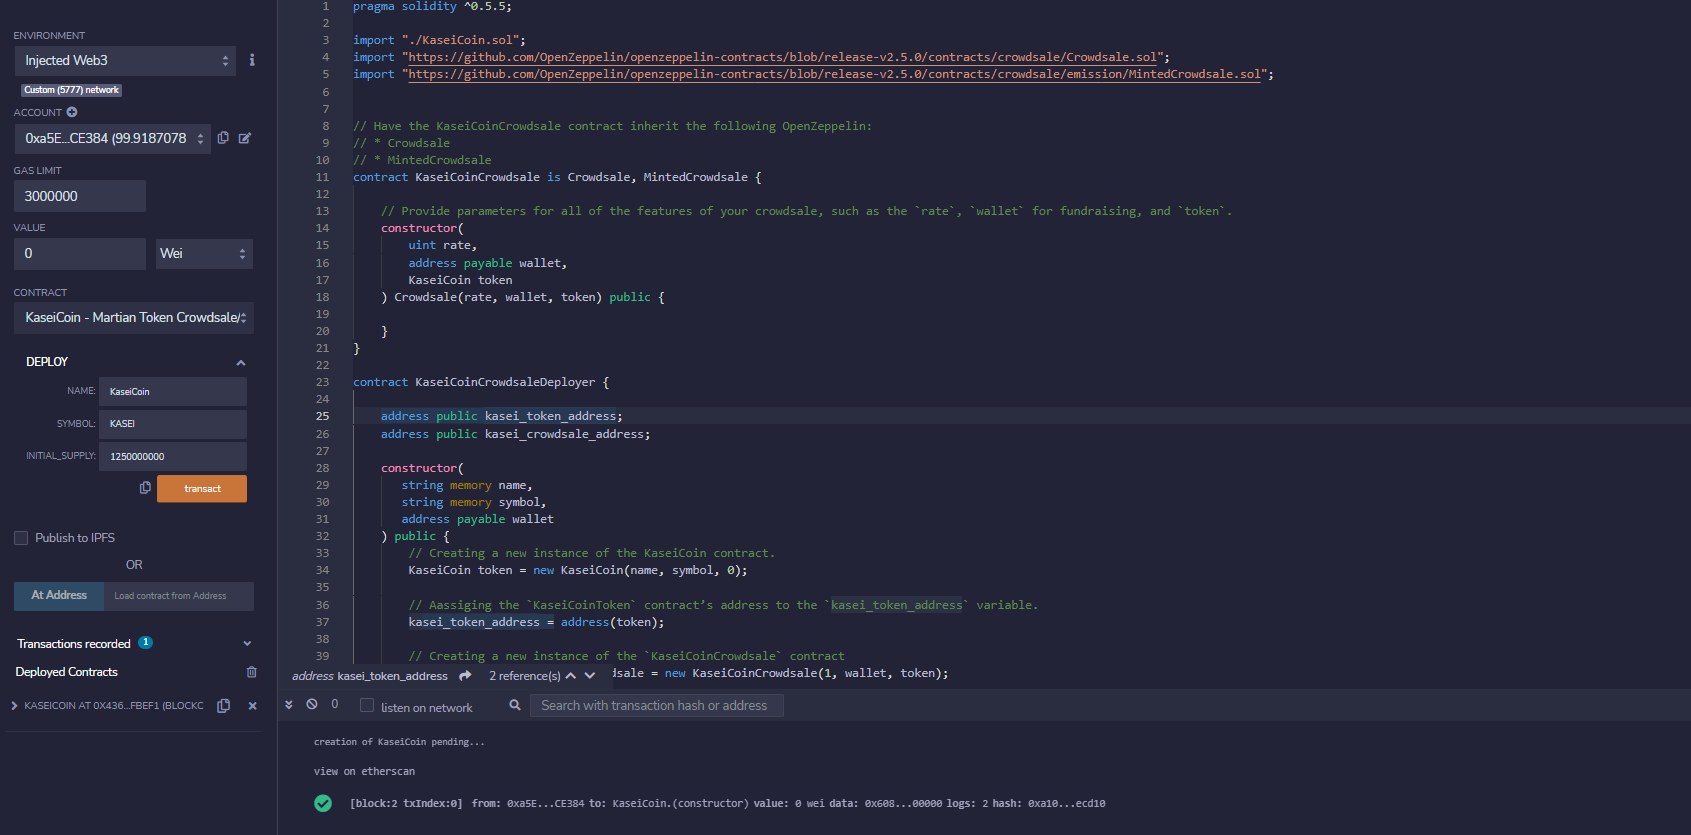 ENVIRONMENT
Injected Web3
Custom (5777) network
ACCOUNT
0xa5E...CE384 (99.9187078
GAS LIMIT
3000000
VALUE
0
Wei
CONTRACT
KaseiCoin - Martian Token Crowdsale/
DEPLOY
NAME:
KaseiCoin
SYMBOL:
KASEI
INITIAL_SUPPLY:
1250000000
transact
Publish to IPFS
OR
At Address
Load contract from Address
Transactions recorded 1
Deployed Contracts
KASEICOIN AT 0X436...FBEF1 (BLOCKC
1 pragma solidity ^0.5.5;
2
3 import "./KaseiCoin.sol";
4 import "https://github.com/OpenZeppelin/openzeppelin-contracts/blob/release-v2.5.0/contracts/crowdsale/Crowdsale.sol";
5 import "https://github.com/OpenZeppelin/openzeppelin-contracts/blob/release-v2.5.0/contracts/crowdsale/emission/MintedCrowdsale.sol";
6
7
8 // Have the KaseiCoinCrowdsale contract inherit the following OpenZeppelin:
9 // * Crowdsale
10 // * MintedCrowdsale
11 contract KaseiCoinCrowdsale is Crowdsale, MintedCrowdsale {
12
13 // Provide parameters for all of the features of your crowdsale, such as the `rate`, `wallet` for fundraising, and `token`.
14 constructor(
15 uint rate,
16 address payable wallet,
17 KaseiCoin token
18 ) Crowdsale(rate, wallet, token) public {
19
20 }
21 }
22
23 contract KaseiCoinCrowdsaleDeployer {
24
25 address public kasei_token_address;
26 address public kasei_crowdsale_address;
27
28 constructor(
29 string memory name,
30 string memory symbol,
31 address payable wallet
32 ) public {
33 // Creating a new instance of the KaseiCoin contract.
34 KaseiCoin token = new KaseiCoin(name, symbol, 0);
35
36 // Aassiging the `KaseiCoinToken` contract’s address to the `kasei_token_address` variable.
37 kasei_token_address = address(token);
38
39 // Creating a new instance of the `KaseiCoinCrowdsale` contract
address kasei_token_address 2 reference(s) dsale = new KaseiCoinCrowdsale(1, wallet, token);
0 listen on network Search with transaction hash or address
creation of KaseiCoin pending...
view on etherscan
[block:2 txIndex:0] from: 0xa5E...CE384 to: KaseiCoin.(constructor) value: 0 wei data: 0x608...00000 logs: 2 hash: 0xa10...ecd10